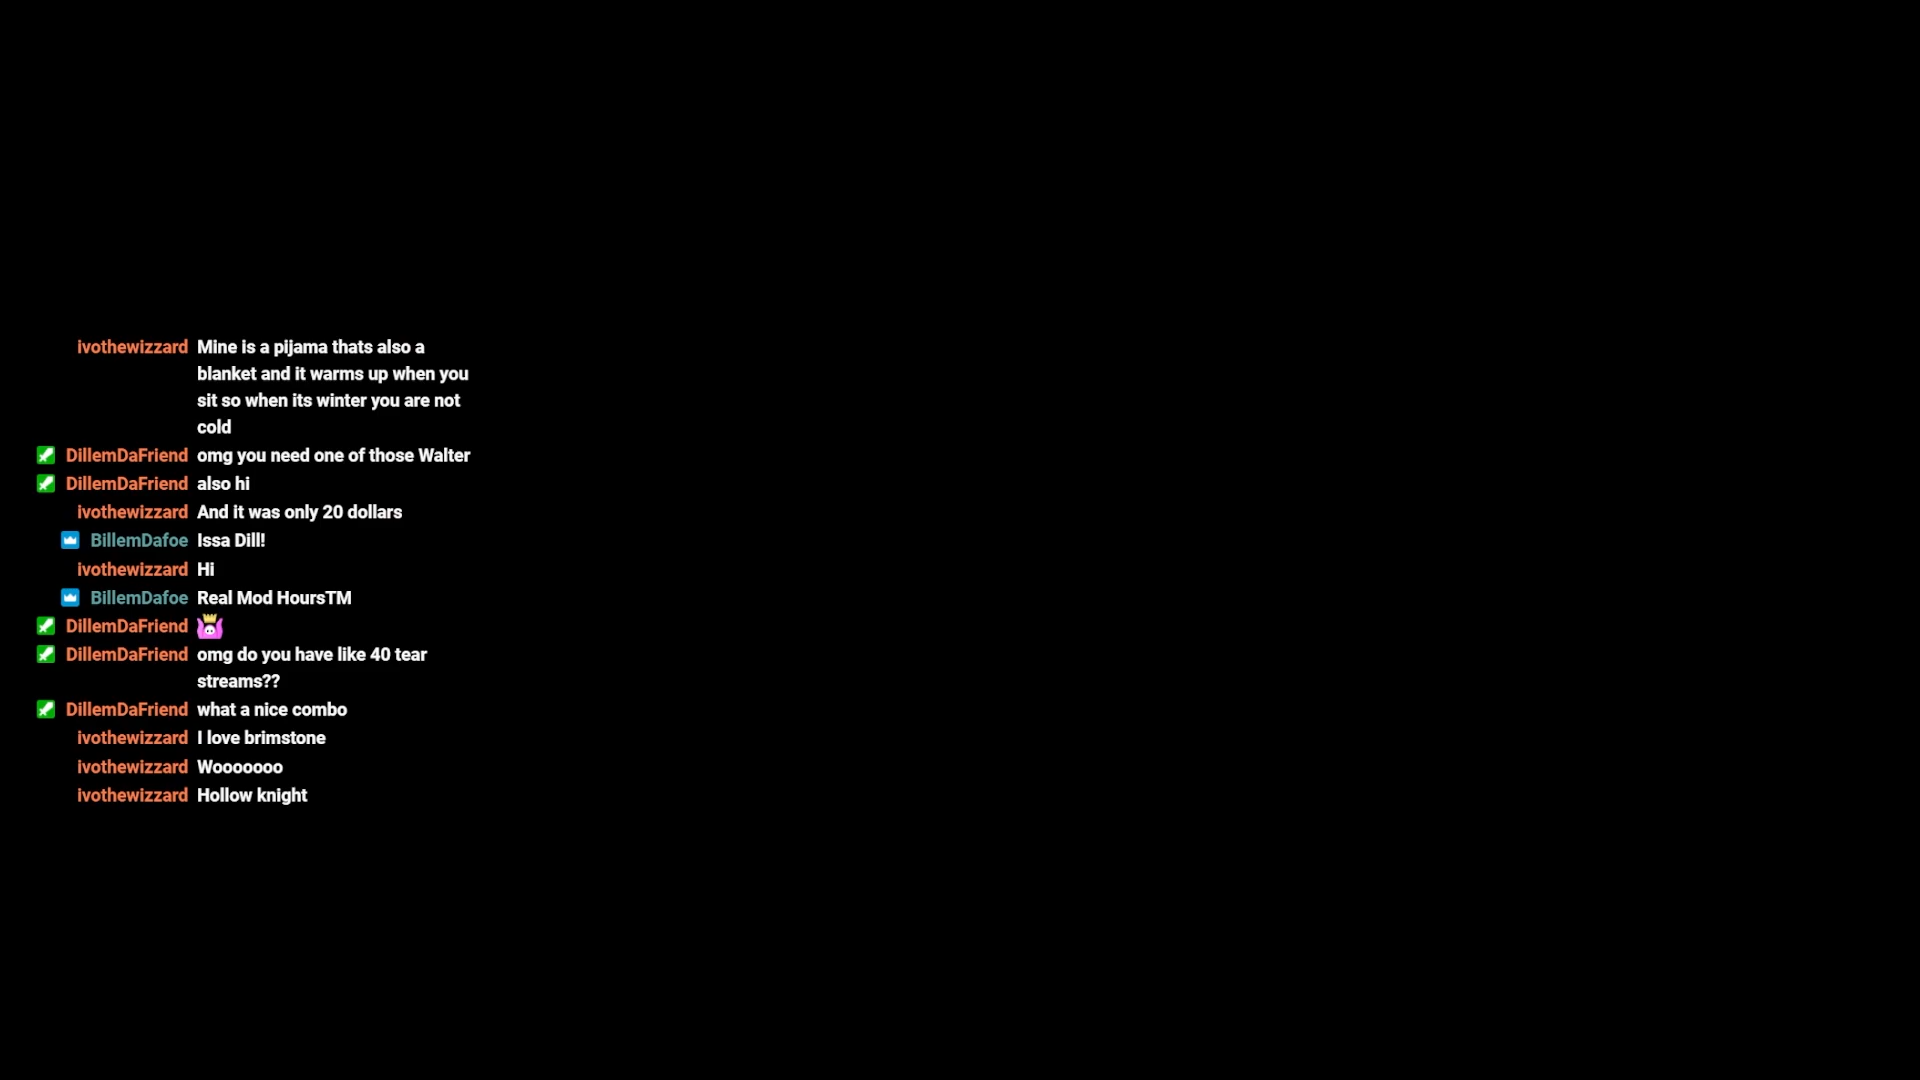 ivothewizzard Mine is a pijama thats also a
blanket and it warms up when you
sit so when its winter you are not
cold
DillemDaFriend omg you need one of those Walter
DillemDaFriend also hi
ivothewizzard And it was only 20 dollars
BillemDafoe Issa Dill!
ivothewizzard Hi
BillemDafoe Real Mod HoursTM
DillemDaFriend
DillemDaFriend omg do you have like 40 tear
streams??
DillemDaFriend what a nice combo
ivothewizzard I love brimstone
ivothewizzard Wooooooo
ivothewizzard Hollow knight